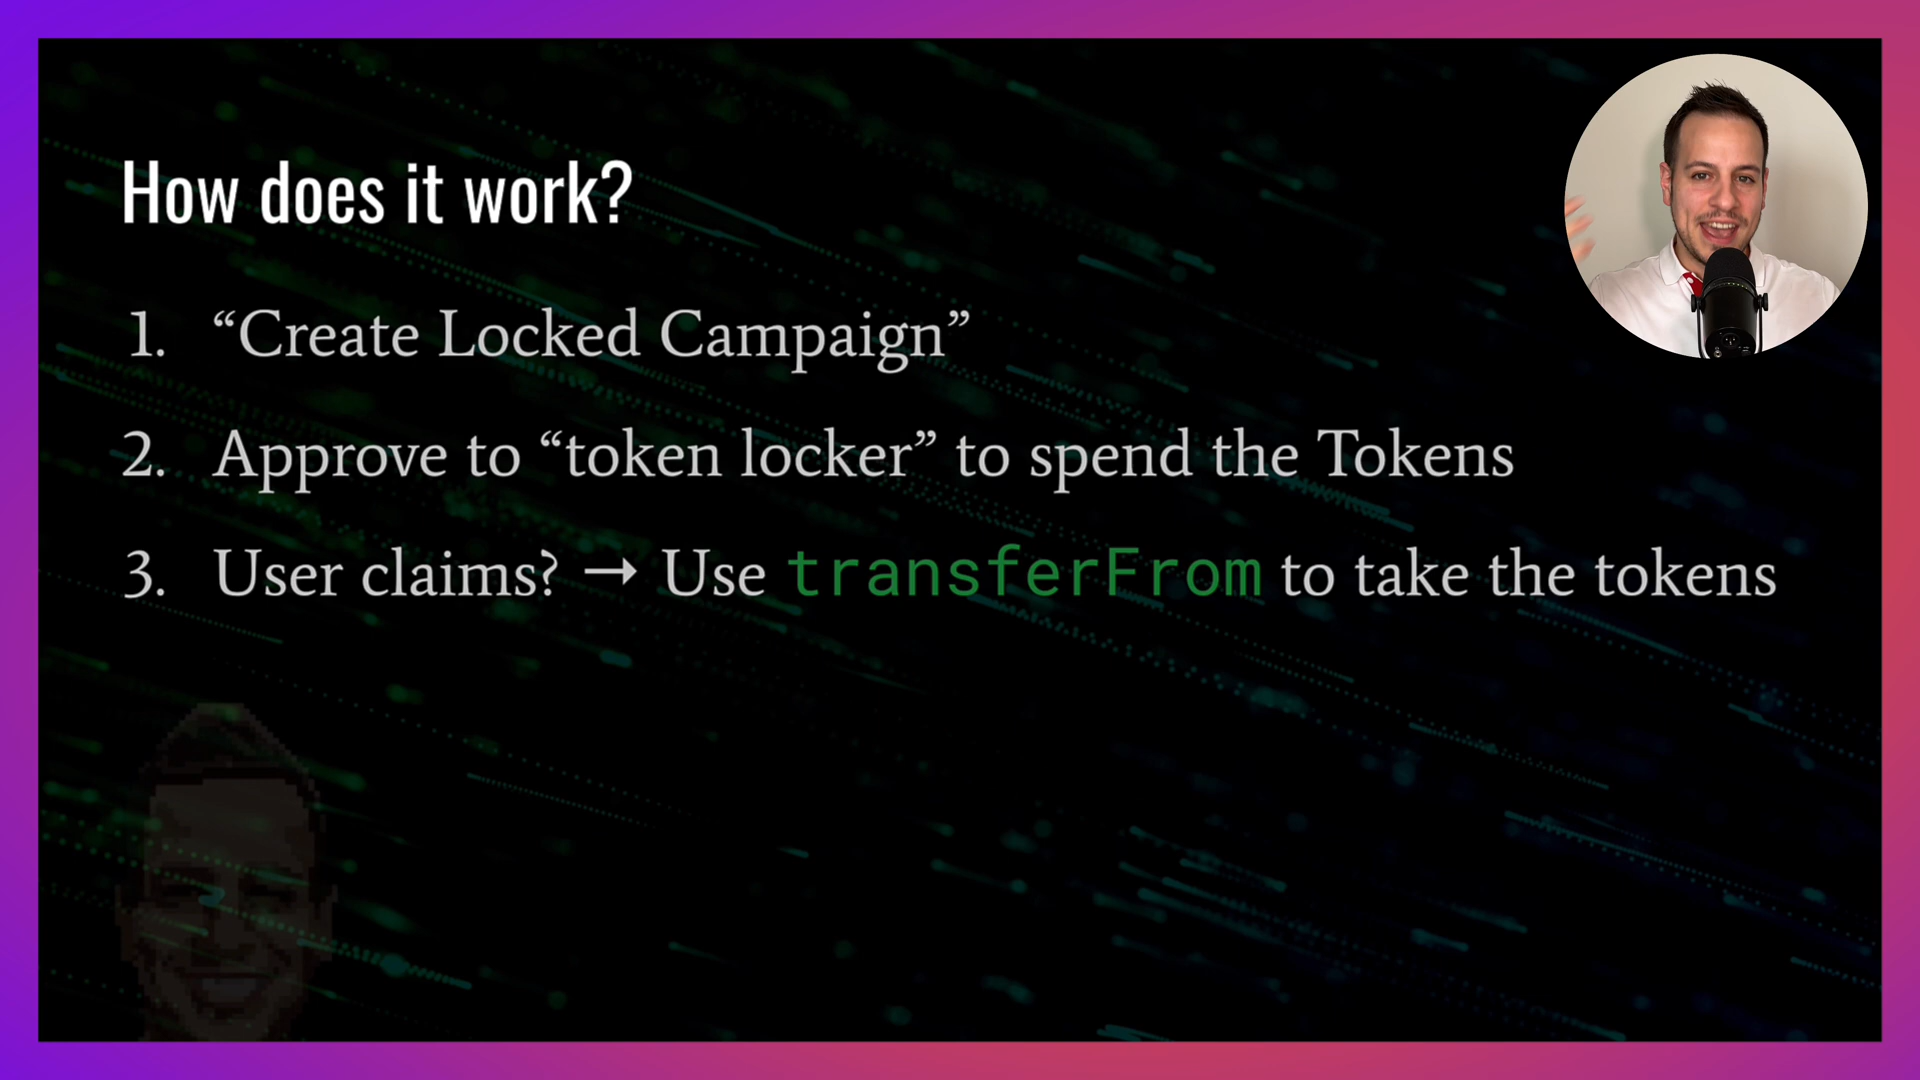 How does it work?
1. “Create Locked Campaign”
2. Approve to “token locker” to spend the Tokens
3. User claims? → Use transferFrom to take the tokens